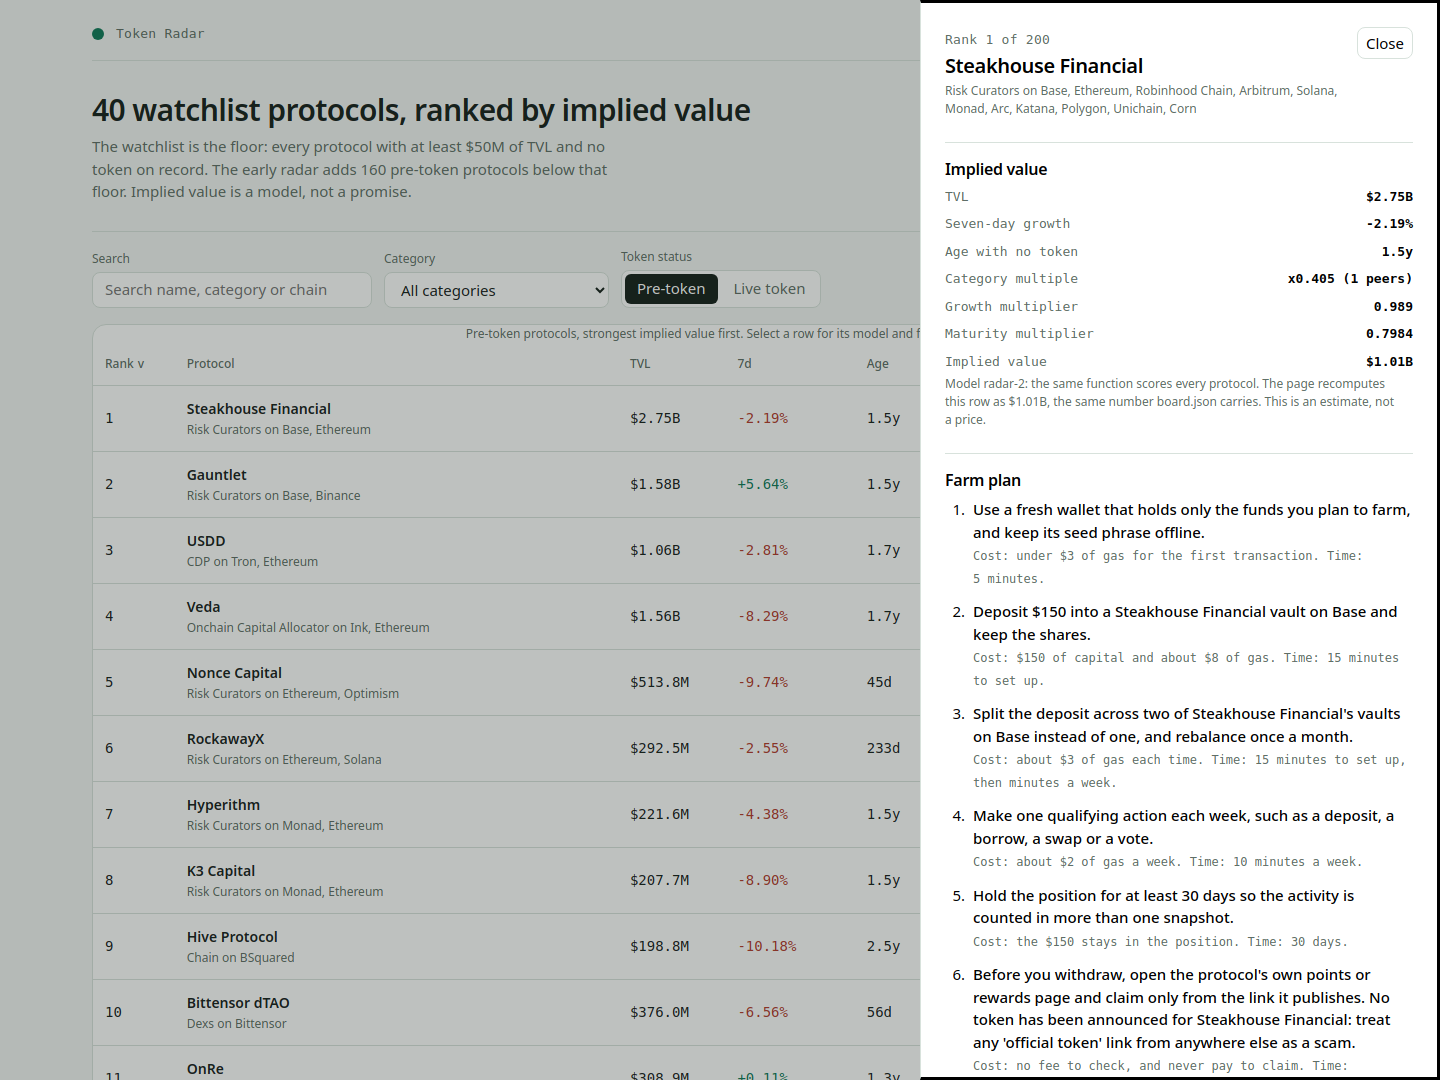 Token Radar
40 watchlist protocols, ranked by implied value
The watchlist is the floor: every protocol with at least $50M of TVL and no
token on record. The early radar adds 160 pre-token protocols below that
floor. Implied value is a model, not a promise.
Search
Category
Token status
Search name, category or chain
All categories
Pre-token
Live token
Pre-token protocols, strongest implied value first. Select a row for its model and f
Rank v
Protocol
TVL
7d
Age
1
Steakhouse Financial
Risk Curators on Base, Ethereum
$2.75B
-2.19%
1.5y
2
Gauntlet
Risk Curators on Base, Binance
$1.58B
+5.64%
1.5y
3
USDD
CDP on Tron, Ethereum
$1.06B
-2.81%
1.7y
4
Veda
Onchain Capital Allocator on Ink, Ethereum
$1.56B
-8.29%
1.7y
5
Nonce Capital
Risk Curators on Ethereum, Optimism
$513.8M
-9.74%
45d
6
RockawayX
Risk Curators on Ethereum, Solana
$292.5M
-2.55%
233d
7
Hyperithm
Risk Curators on Monad, Ethereum
$221.6M
-4.38%
1.5y
8
K3 Capital
Risk Curators on Monad, Ethereum
$207.7M
-8.90%
1.5y
9
Hive Protocol
Chain on BSquared
$198.8M
-10.18%
2.5y
10
Bittensor dTAO
Dexs on Bittensor
$376.0M
-6.56%
56d
11
OnRe
$308.9M
+0.11%
1.3y
Rank 1 of 200
Close
Steakhouse Financial
Risk Curators on Base, Ethereum, Robinhood Chain, Arbitrum, Solana,
Monad, Arc, Katana, Polygon, Unichain, Corn
Implied value
TVL
$2.75B
Seven-day growth
-2.19%
Age with no token
1.5y
Category multiple
x0.405 (1 peers)
Growth multiplier
0.989
Maturity multiplier
0.7984
Implied value
$1.01B
Model radar-2: the same function scores every protocol. The page recomputes
this row as $1.01B, the same number board.json carries. This is an estimate, not
a price.
Farm plan
1. Use a fresh wallet that holds only the funds you plan to farm,
and keep its seed phrase offline.
Cost: under $3 of gas for the first transaction. Time:
5 minutes.
2. Deposit $150 into a Steakhouse Financial vault on Base and
keep the shares.
Cost: $150 of capital and about $8 of gas. Time: 15 minutes
to set up.
3. Split the deposit across two of Steakhouse Financial's vaults
on Base instead of one, and rebalance once a month.
Cost: about $3 of gas each time. Time: 15 minutes to set up,
then minutes a week.
4. Make one qualifying action each week, such as a deposit, a
borrow, a swap or a vote.
Cost: about $2 of gas a week. Time: 10 minutes a week.
5. Hold the position for at least 30 days so the activity is
counted in more than one snapshot.
Cost: the $150 stays in the position. Time: 30 days.
6. Before you withdraw, open the protocol's own points or
rewards page and claim only from the link it publishes. No
token has been announced for Steakhouse Financial: treat
any 'official token' link from anywhere else as a scam.
Cost: no fee to check, and never pay to claim. Time: